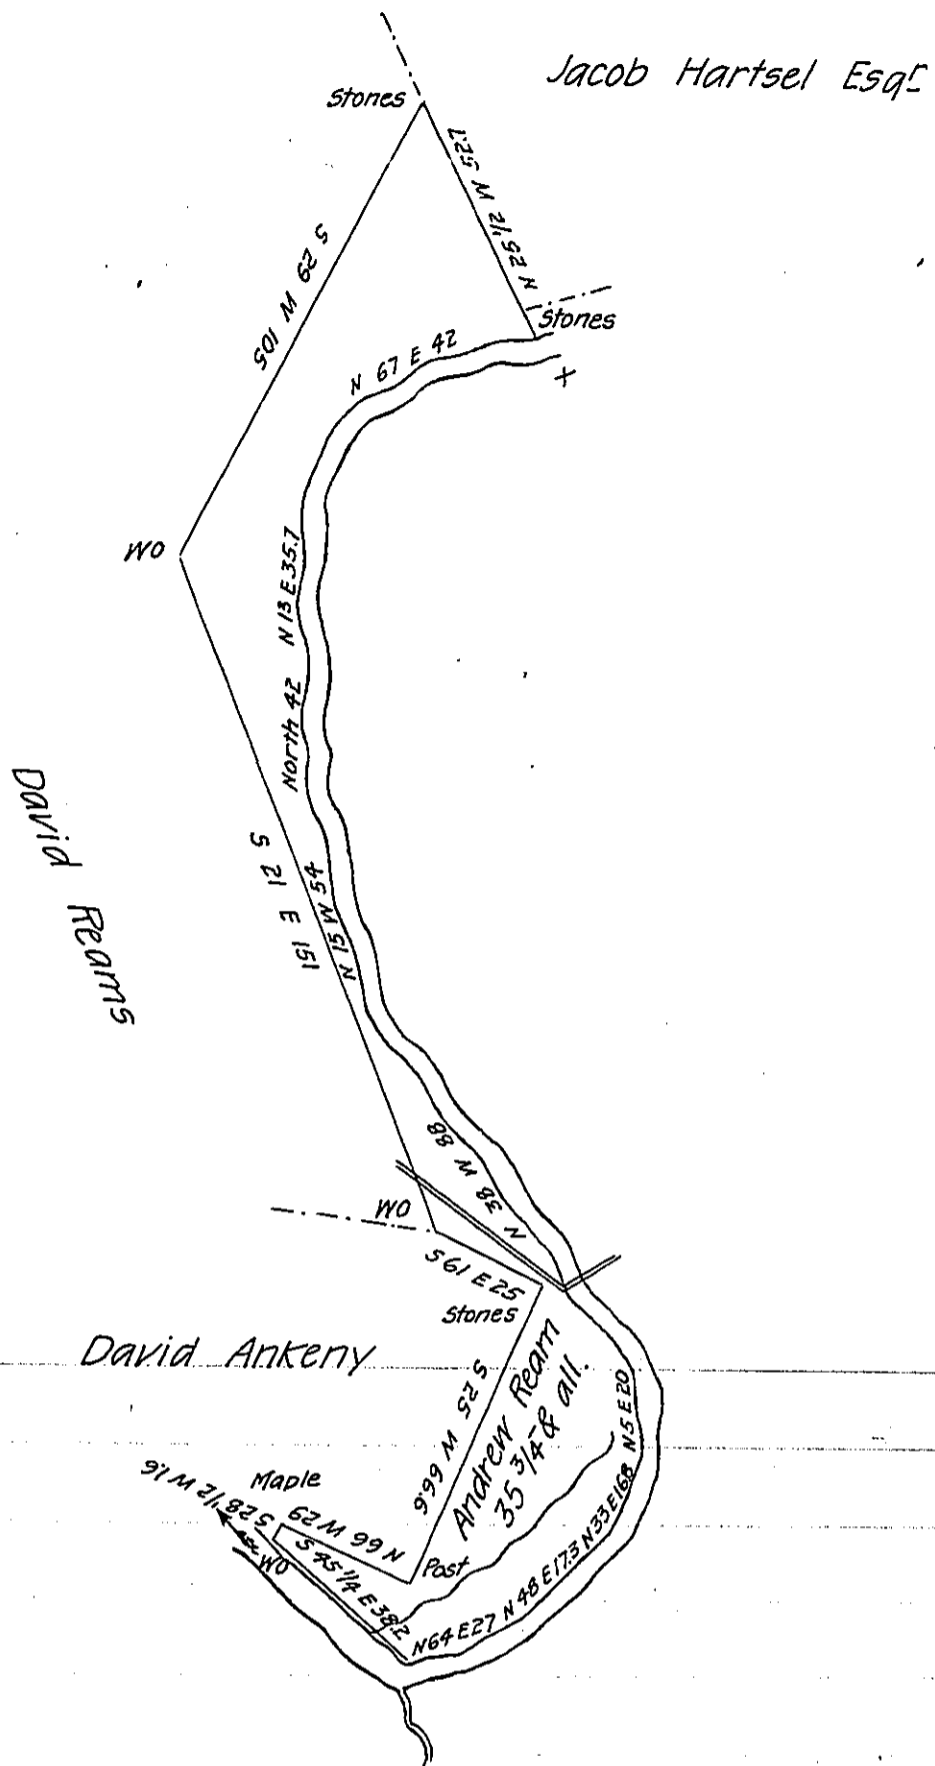 Jacob Hartsel Esqr
Stones
N 25 1/2 W 52.7
S 29 W 105
Stones
N 67 E 42
X
WO
N 13 E 35.7
North 42
David Reams
S 21 E 151
N 15 W 54
N 38 W 88
WO
S 61 E 25
Stones
David Ankeny
S 25 W 66.6
Andrew Ream
35 3/4 & all.
N 5 E 20
Maple
S 28 1/2 W 1.6
N 66 W 29
N 33 E 16.8
WO
S 45 1/4 E 38.2
Post
N 48 E 17.3
N 64 E 27